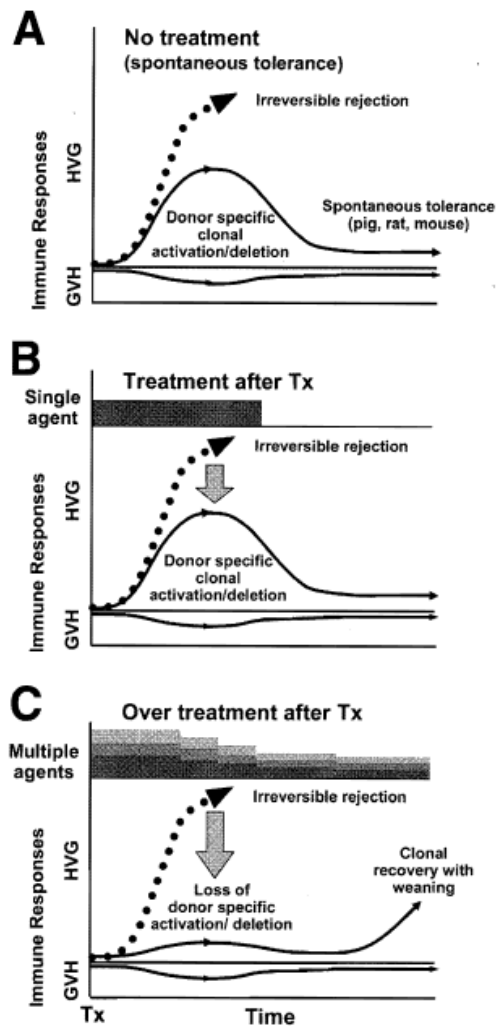 A
No treatment
(spontaneous tolerance)
Irreversible rejection
HVG
Immune Responses
GVH
Donor specific
clonal
activation/deletion
Spontaneous tolerance
(pig, rat, mouse)
B
Treatment after Tx
Single
agent
Irreversible rejection
HVG
Immune Responses
GVH
Donor specific
clonal
activation/deletion
C
Over treatment after Tx
Multiple
agents
Irreversible rejection
HVG
Immune Responses
GVH
Loss of
donor specific
activation/ deletion
Clonal
recovery with
weaning
Tx
Time